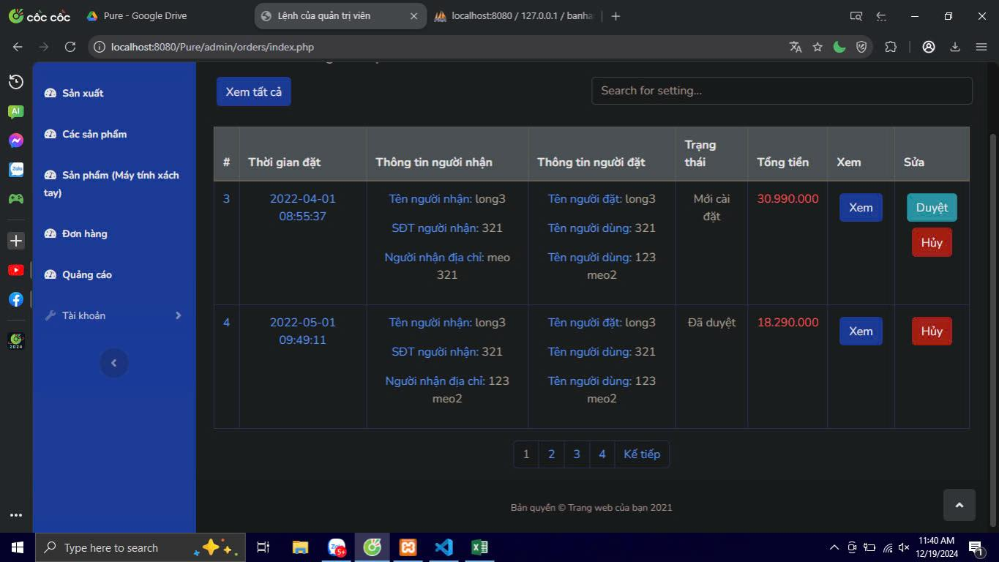 cốc cốc
Pure - Google Drive
Lệnh của quản trị viên
localhost:8080 / 127.0.0.1 / banha
localhost:8080/Pure/admin/orders/index.php
Sản xuất
Các sản phẩm
Sản phẩm (Máy tính xách
tay)
Đơn hàng
Quảng cáo
Tài khoản
AI
Zalo
2024
Xem tất cả
Search for setting...
# Thời gian đặt Thông tin người nhận Thông tin người đặt Trạng thái Tổng tiền Xem Sửa
3
2022-04-01
08:55:37
Tên người nhận: long3
SĐT người nhận: 321
Người nhận địa chỉ: meo
321
Tên người đặt: long3
Tên người dùng: 321
Tên người dùng: 123
meo2
Mới cài
đặt
30.990.000
Xem
Duyệt
Hủy
4
2022-05-01
09:49:11
Tên người nhận: long3
SĐT người nhận: 321
Người nhận địa chỉ: 123
meo2
Tên người đặt: long3
Tên người dùng: 321
Tên người dùng: 123
meo2
Đã duyệt
18.290.000
Xem
Hủy
1 2 3 4 Kế tiếp
Bản quyền © Trang web của bạn 2021
Type here to search
5+
11:40 AM
12/19/2024
1